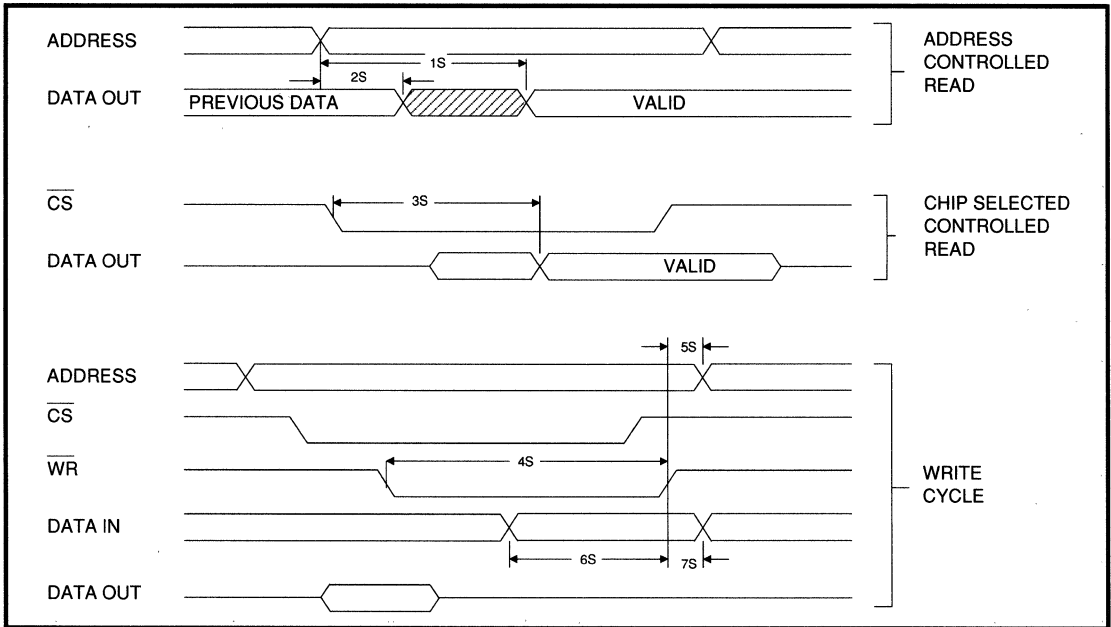 ADDRESS
1S
2S
DATA OUT
PREVIOUS DATA
VALID
ADDRESS
CONTROLLED
READ
CS
3S
DATA OUT
VALID
CHIP SELECTED
CONTROLLED
READ
5S
ADDRESS
CS
WR
4S
DATA IN
6S
7S
DATA OUT
WRITE
CYCLE